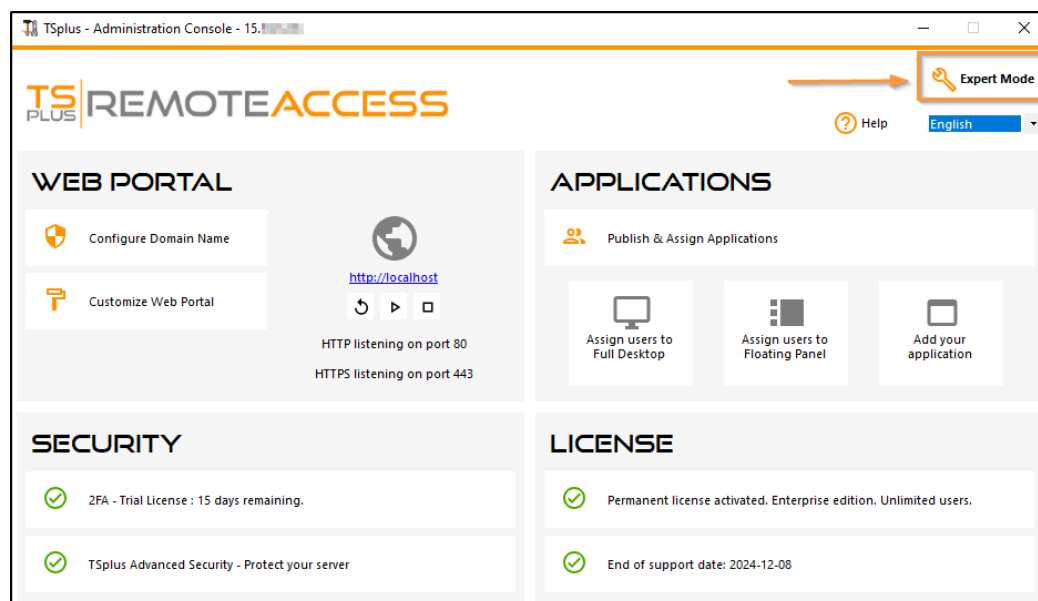 TSplus - Administration Console - 15.
Expert Mode
TS PLUS REMOTEACCESS
Help
English
WEB PORTAL
Configure Domain Name
http://localhost
Customize Web Portal
HTTP listening on port 80
HTTPS listening on port 443
APPLICATIONS
Publish & Assign Applications
Assign users to
Full Desktop
Assign users to
Floating Panel
Add your
application
SECURITY
2FA - Trial License : 15 days remaining.
TSplus Advanced Security - Protect your server
LICENSE
Permanent license activated. Enterprise edition. Unlimited users.
End of support date: 2024-12-08